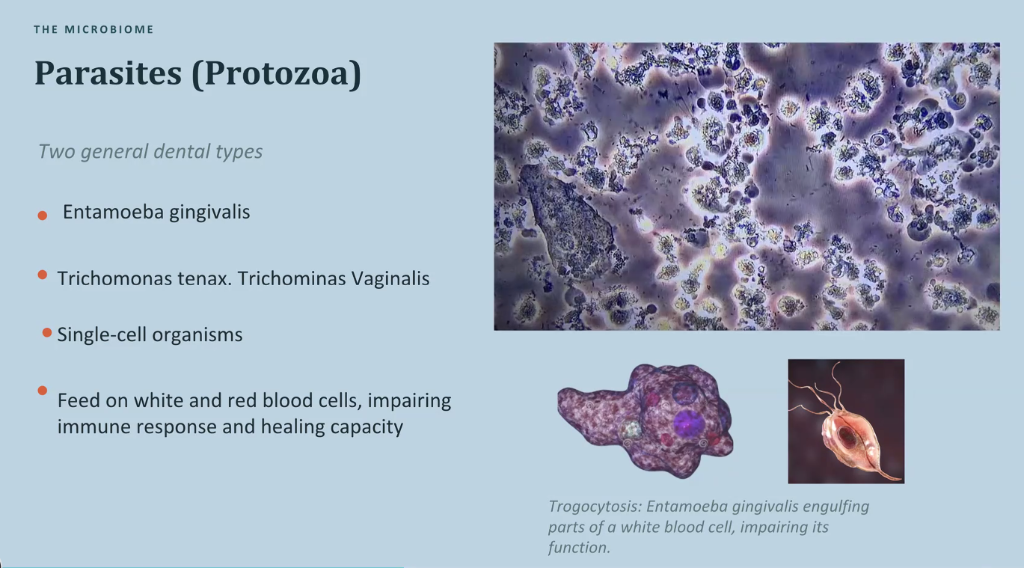 THE MICROBIOME
Parasites (Protozoa)
Two general dental types
Entamoeba gingivalis
Trichomonas tenax. Trichominas Vaginalis
Single-cell organisms
Feed on white and red blood cells, impairing
immune response and healing capacity
Trogocytosis: Entamoeba gingivalis engulfing
parts of a white blood cell, impairing its
function.